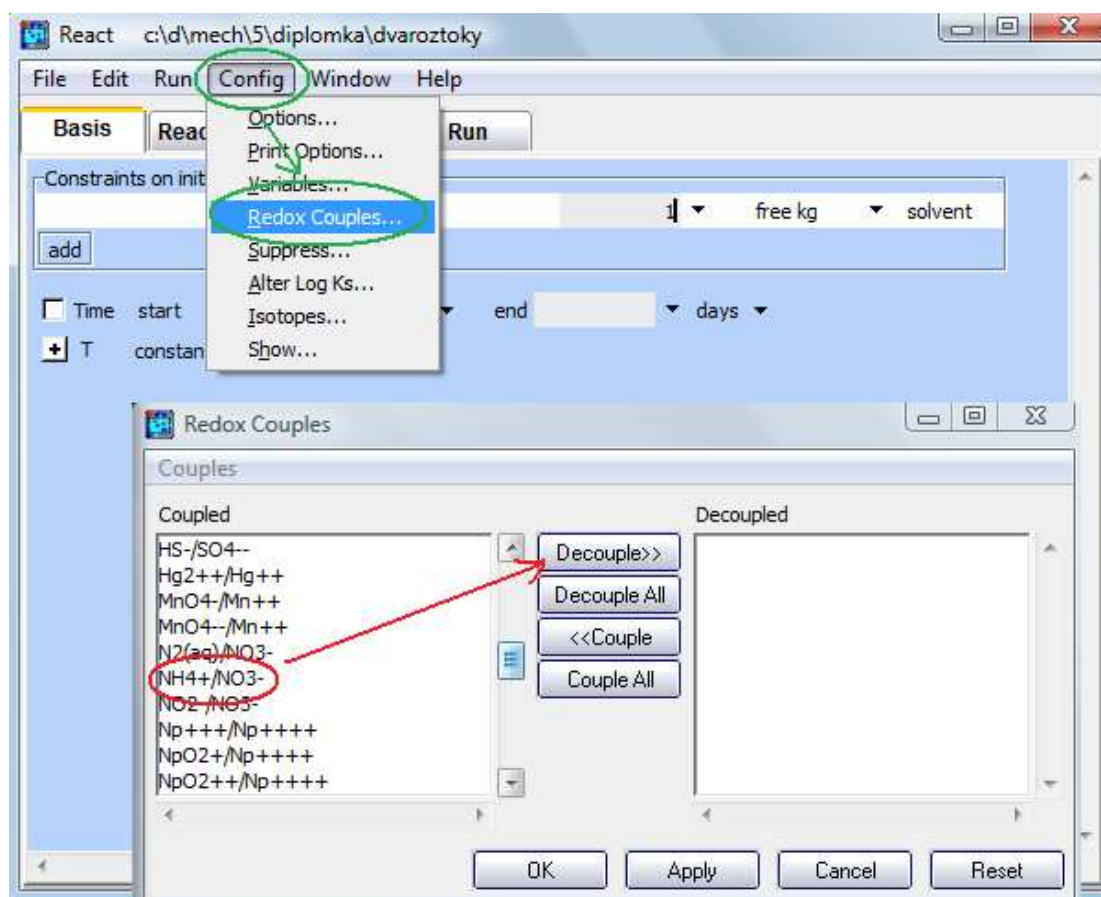 React c:\d\mech\5\diplomka\dvaroztoky
File Edit Run Config Window Help
Basis Reac Run
Options...
Print Options...
Variables...
Redox Couples...
Suppress...
Alter Log Ks...
Isotopes...
Show...
Constraints on init
1 free kg solvent
add
Time start end days
T constan
Redox Couples
Couples
Coupled Decoupled
HS-/SO4--
Hg2++/Hg++
MnO4-/Mn++
MnO4--/Mn++
N2(aq)/NO3-
NH4+/NO3-
NO2-/NO3-
Np+++/Np++++
NpO2+/Np++++
NpO2++/Np++++
Decouple>>
Decouple All
<<Couple
Couple All
OK Apply Cancel Reset